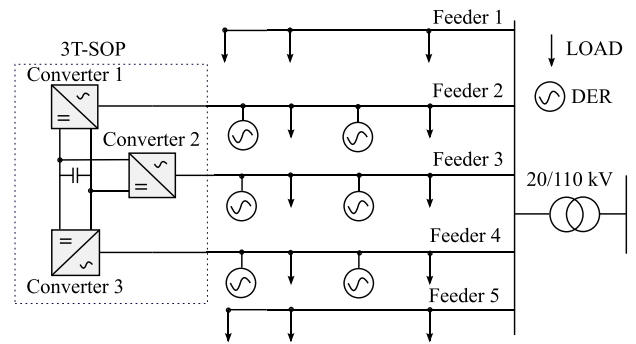 Feeder 1
3T-SOP
LOAD
Converter 1
Feeder 2
DER
Converter 2
Feeder 3
20/110 kV
Feeder 4
Converter 3
Feeder 5